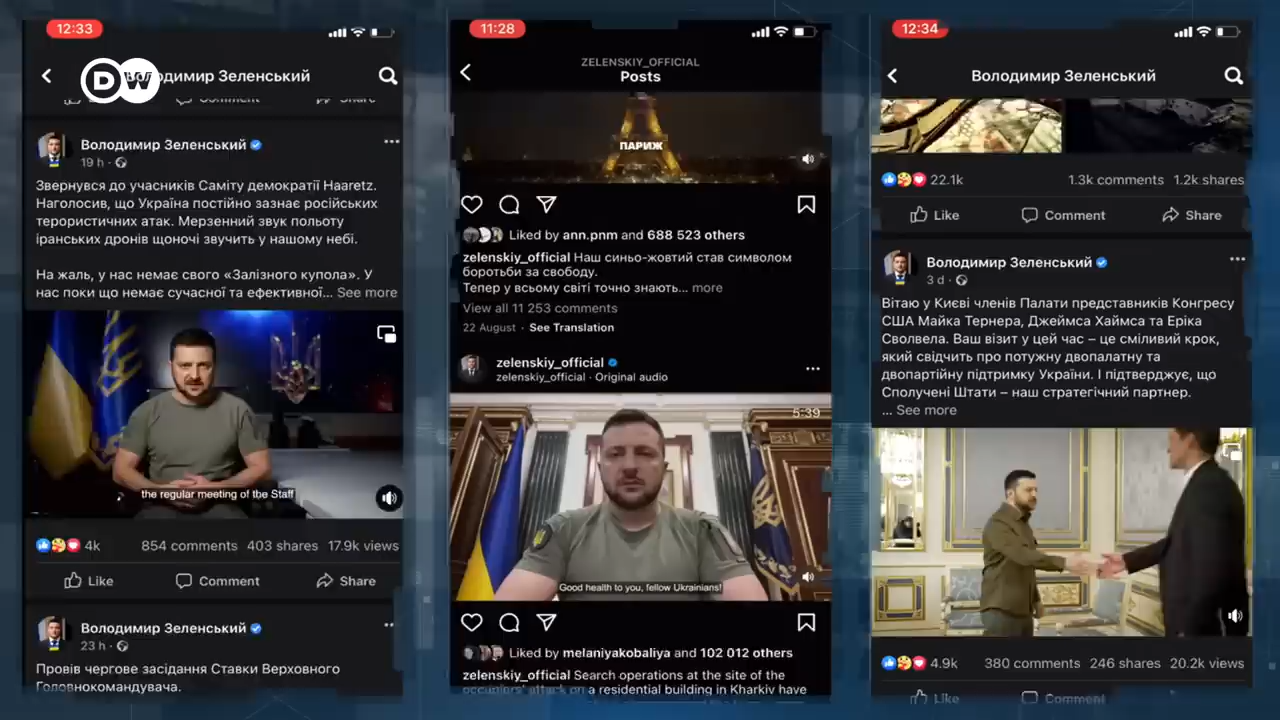 12:33
DW
Володимир Зеленський
Comment
Share
Володимир Зеленський
19 h ·
Звернувся до учасників Саміту демократії Haaretz.
Наголосив, що Україна постійно зазнає російських
терористичних атак. Мерзенний звук польоту
іранських дронів щоночі звучить у нашому небі.
На жаль, у нас немає свого «Залізного купола». У
нас поки що немає сучасної та ефективної... See more
the regular meeting of the Staff
4k
854 comments 403 shares 17.9k views
Like Comment Share
Володимир Зеленський
23 h ·
Провів чергове засідання Ставки Верховного
Головнокомандувача.
11:28
ZELENSKIY_OFFICIAL
Posts
ПАРИЖ
Liked by ann.pnm and 688 523 others
zelenskiy_official Наш синьо-жовтий став символом
боротьби за свободу.
Тепер у всьому світі точно знають... more
View all 11 253 comments
22 August · See Translation
zelenskiy_official
zelenskiy_official · Original audio
5:39
Good health to you, fellow Ukrainians!
Liked by melaniyakobaliya and 102 012 others
zelenskiy_official Search operations at the site of the
occupiers' attack on a residential building in Kharkiv have
12:34
Володимир Зеленський
22.1k
1.3k comments 1.2k shares
Like Comment Share
Володимир Зеленський
3 d ·
Вітаю у Києві членів Палати представників Конгресу
США Майка Тернера, Джеймса Хаймса та Еріка
Сволвела. Ваш візит у цей час – це сміливий крок,
який свідчить про потужну двопалатну та
двопартійну підтримку України. І підтверджує, що
Сполучені Штати – наш стратегічний партнер.
... See more
4.9k
380 comments 246 shares 20.2k views
Like Comment